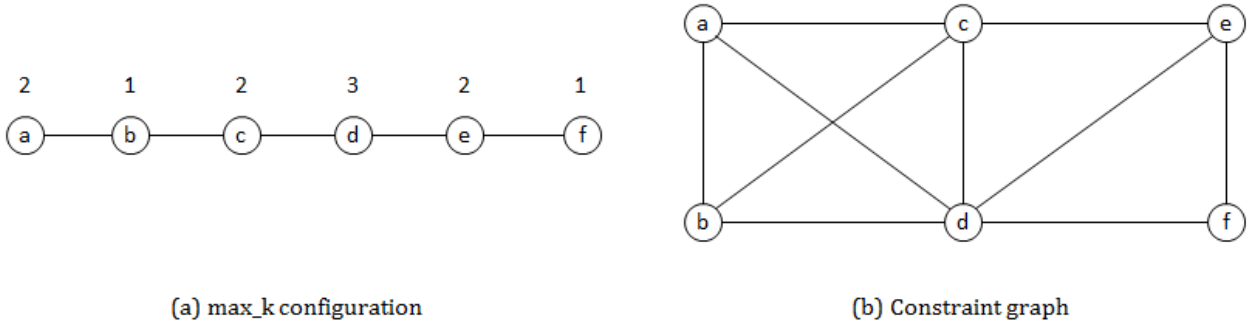 2 1 2 3 2 1
a b c d e f
(a) max_k configuration
a c e
b d f
(b) Constraint graph